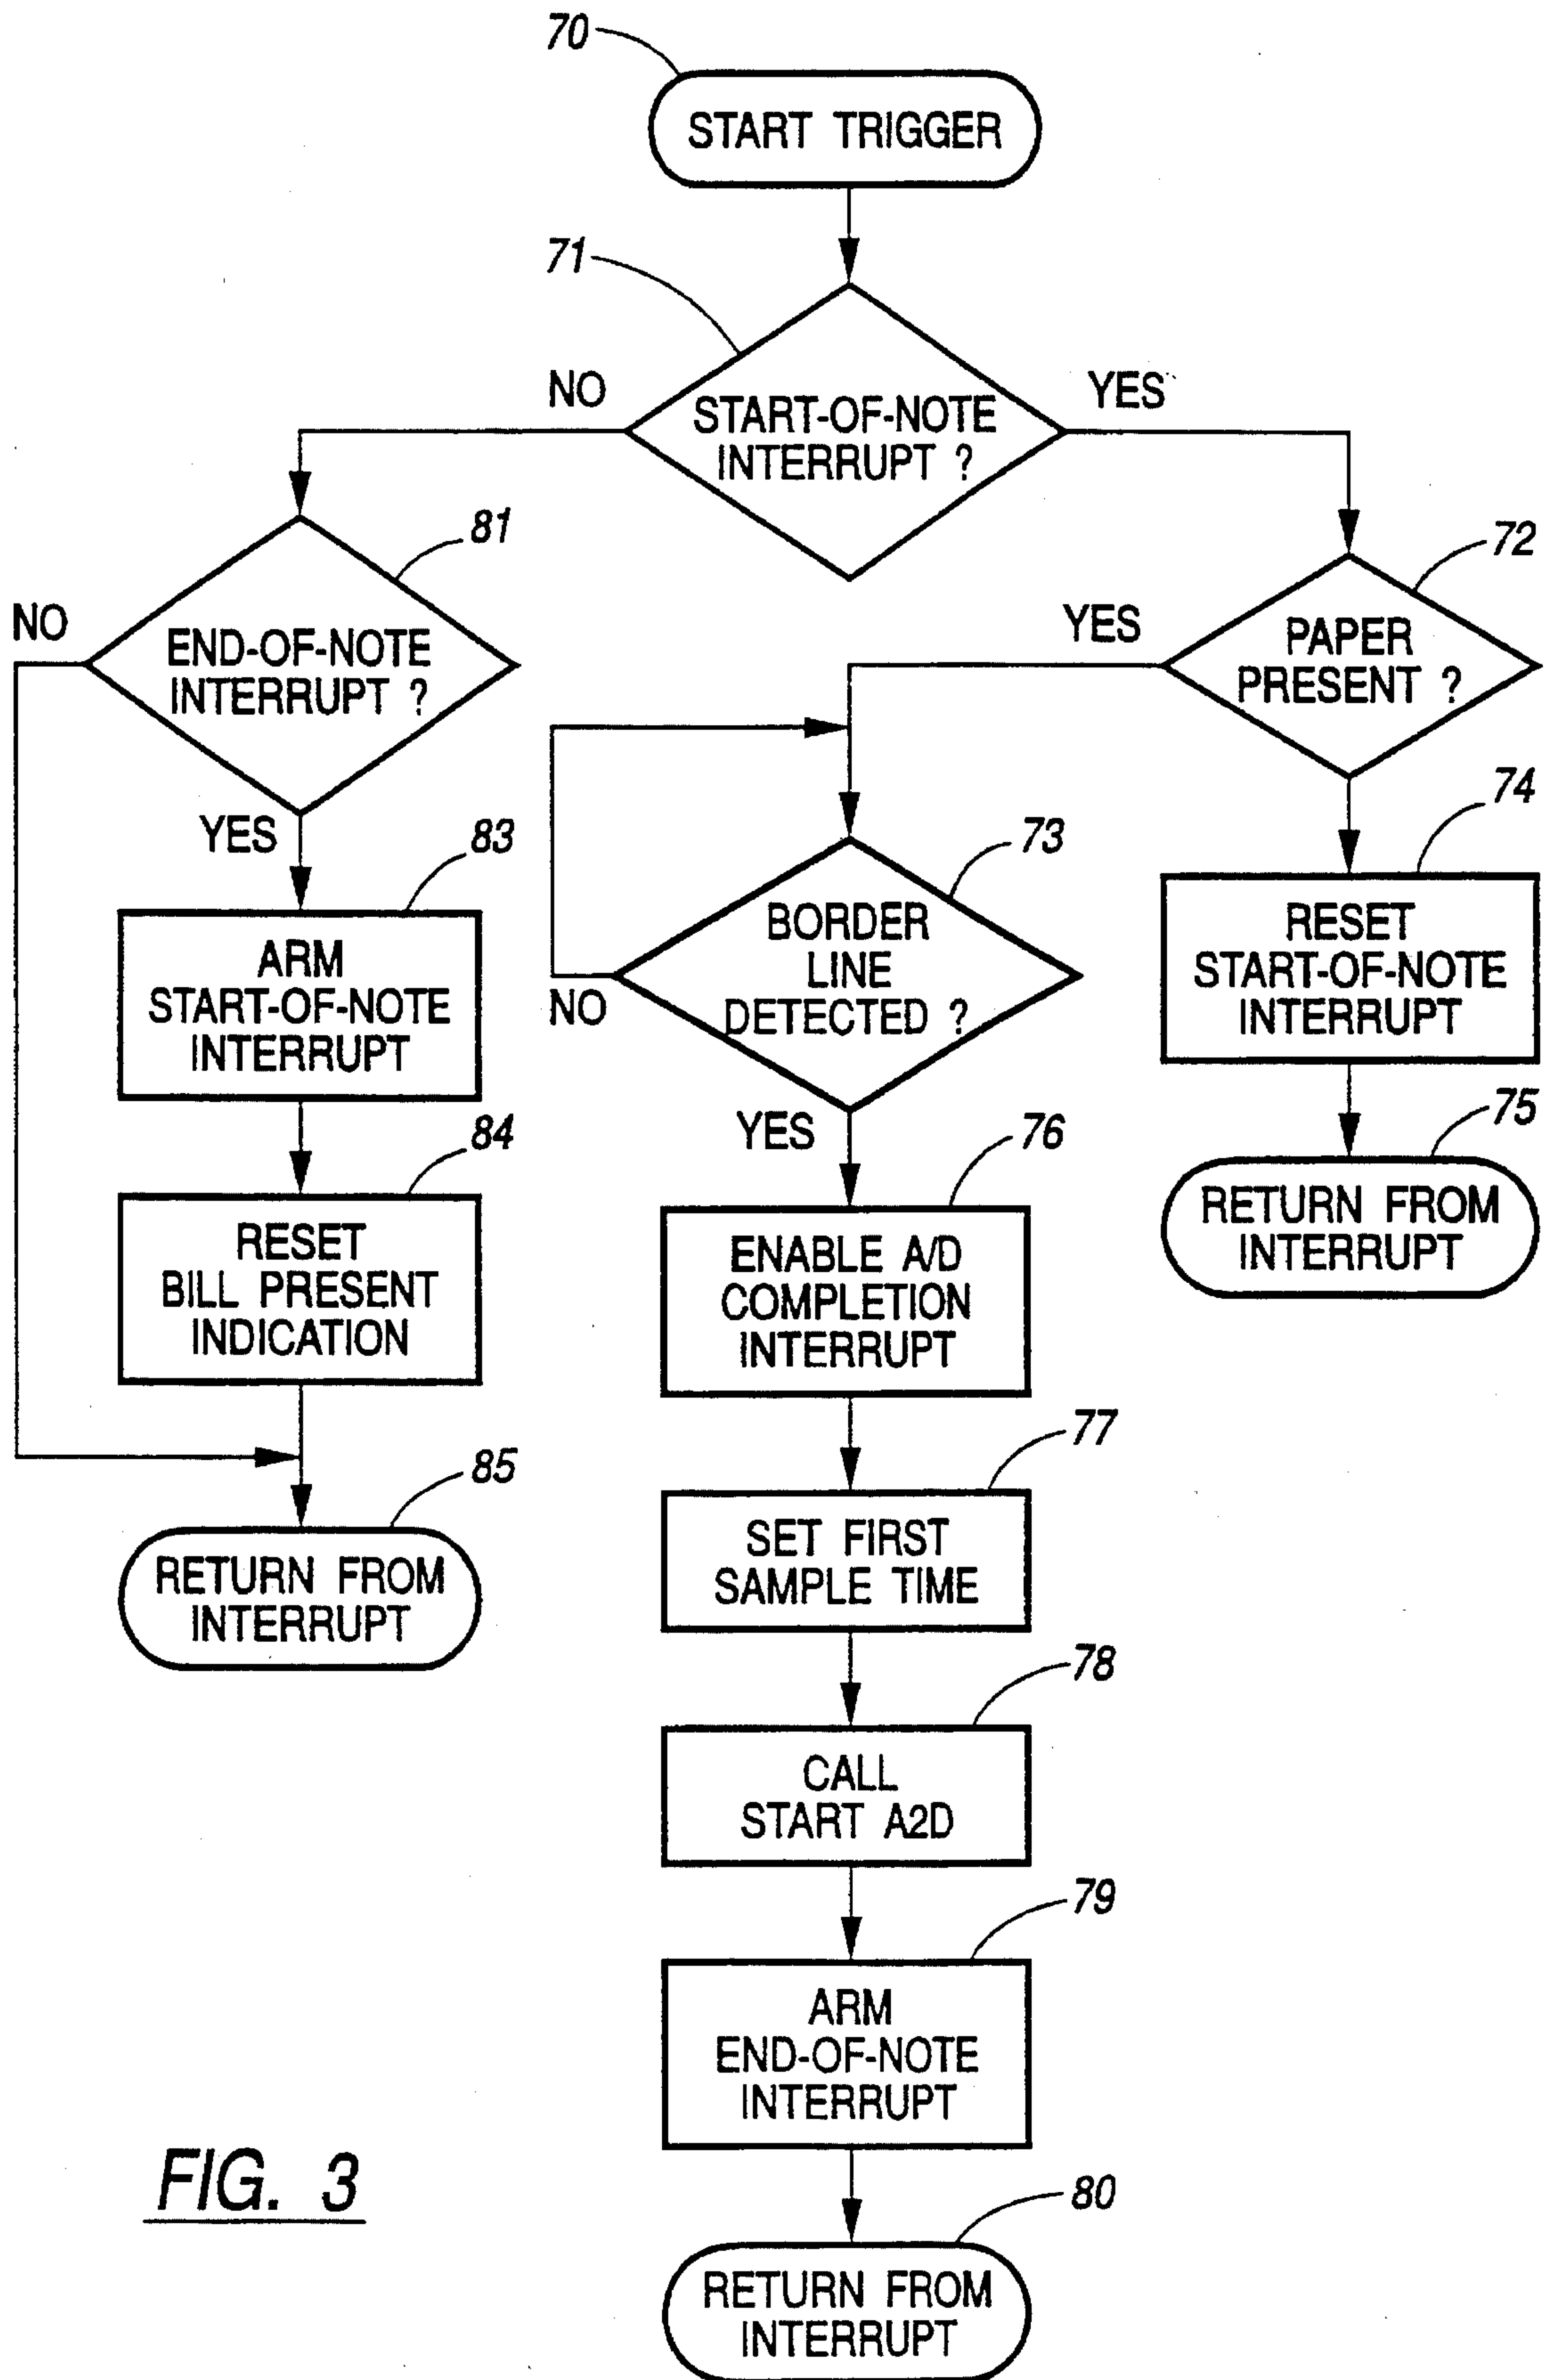 70
START TRIGGER
71
NO
YES
START-OF-NOTE
INTERRUPT ?
81
72
NO
YES
END-OF-NOTE
INTERRUPT ?
PAPER
PRESENT ?
74
YES
83
73
ARM
START-OF-NOTE
INTERRUPT
BORDER
LINE
DETECTED ?
NO
RESET
START-OF-NOTE
INTERRUPT
84
YES
76
75
RESET
BILL PRESENT
INDICATION
ENABLE A/D
COMPLETION
INTERRUPT
RETURN FROM
INTERRUPT
77
85
RETURN FROM
INTERRUPT
SET FIRST
SAMPLE TIME
78
CALL
START A2D
79
ARM
END-OF-NOTE
INTERRUPT
FIG. 3
80
RETURN FROM
INTERRUPT